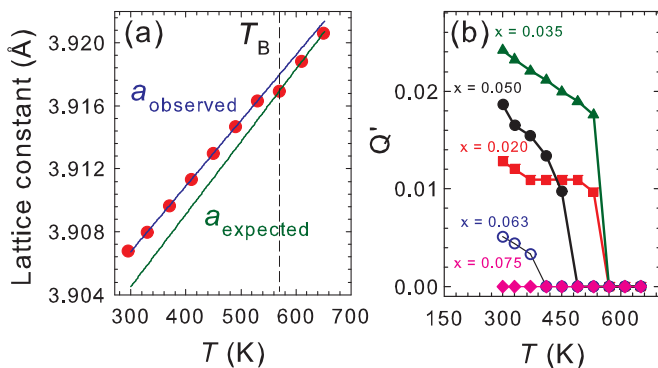 (a)
T_B
a_observed
a_expected
Lattice constant (Å)
3.920
3.916
3.912
3.908
3.904
300 400 500 600 700
T (K)
(b)
x = 0.035
x = 0.050
x = 0.020
x = 0.063
x = 0.075
Q'
0.02
0.01
0.00
150 300 450 600
T (K)